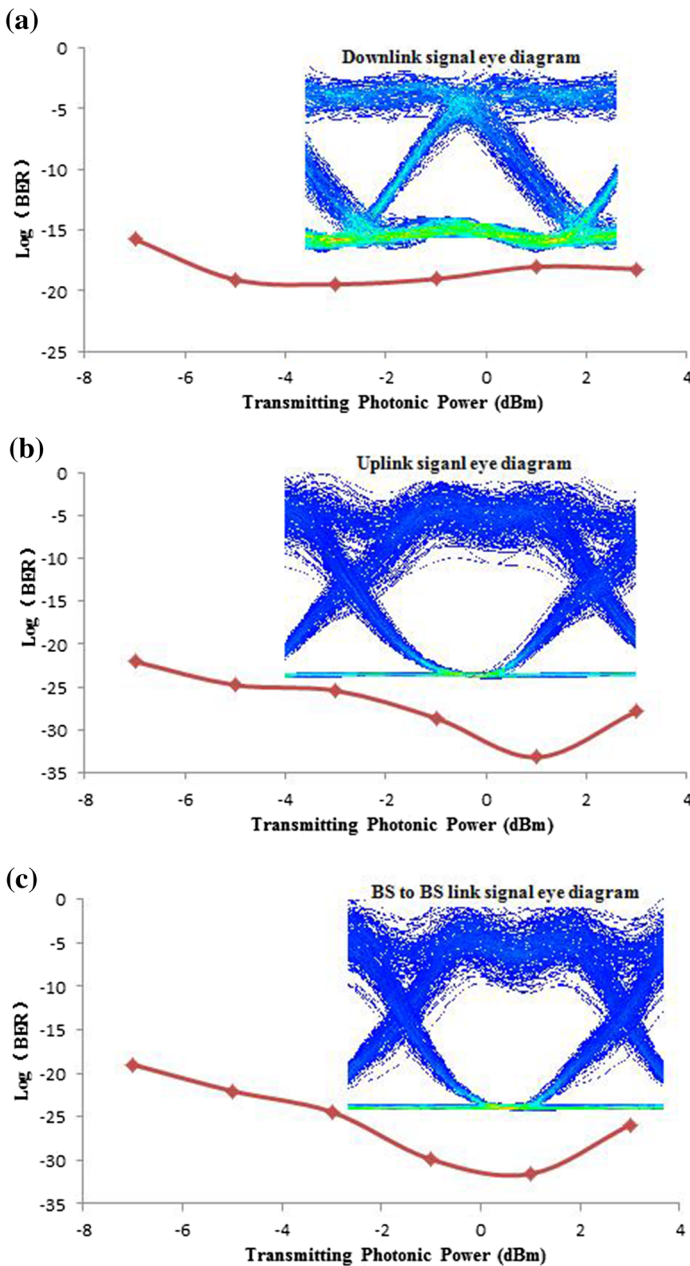 (a)
Downlink signal eye diagram
0
-5
-10
-15
-20
-25
Log (BER)
-8 -6 -4 -2 0 2 4
Transmitting Photonic Power (dBm)
(b)
Uplink siganl eye diagram
0
-5
-10
-15
-20
-25
-30
-35
Log (BER)
-8 -6 -4 -2 0 2 4
Transmitting Photonic Power (dBm)
(c)
BS to BS link signal eye diagram
0
-5
-10
-15
-20
-25
-30
-35
Log (BER)
-8 -6 -4 -2 0 2 4
Transmitting Photonic Power (dBm)